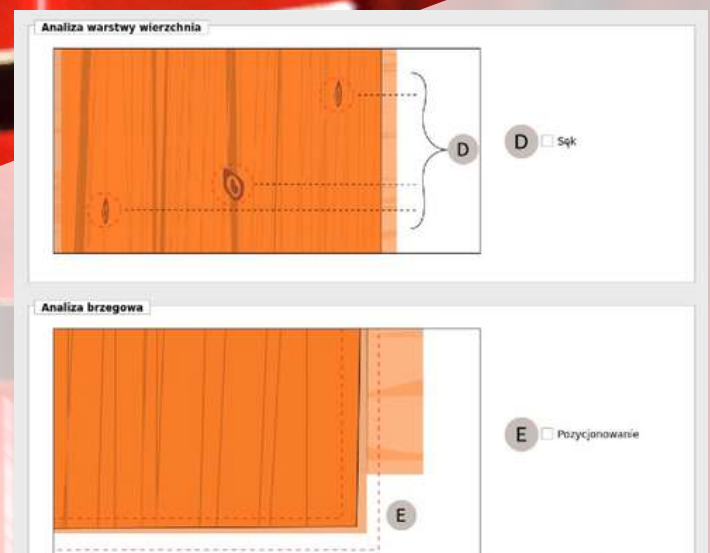 Analiza warstwy wierzchnia
D
D Sęk
Analiza brzegowa
E Pozycjonowanie
E